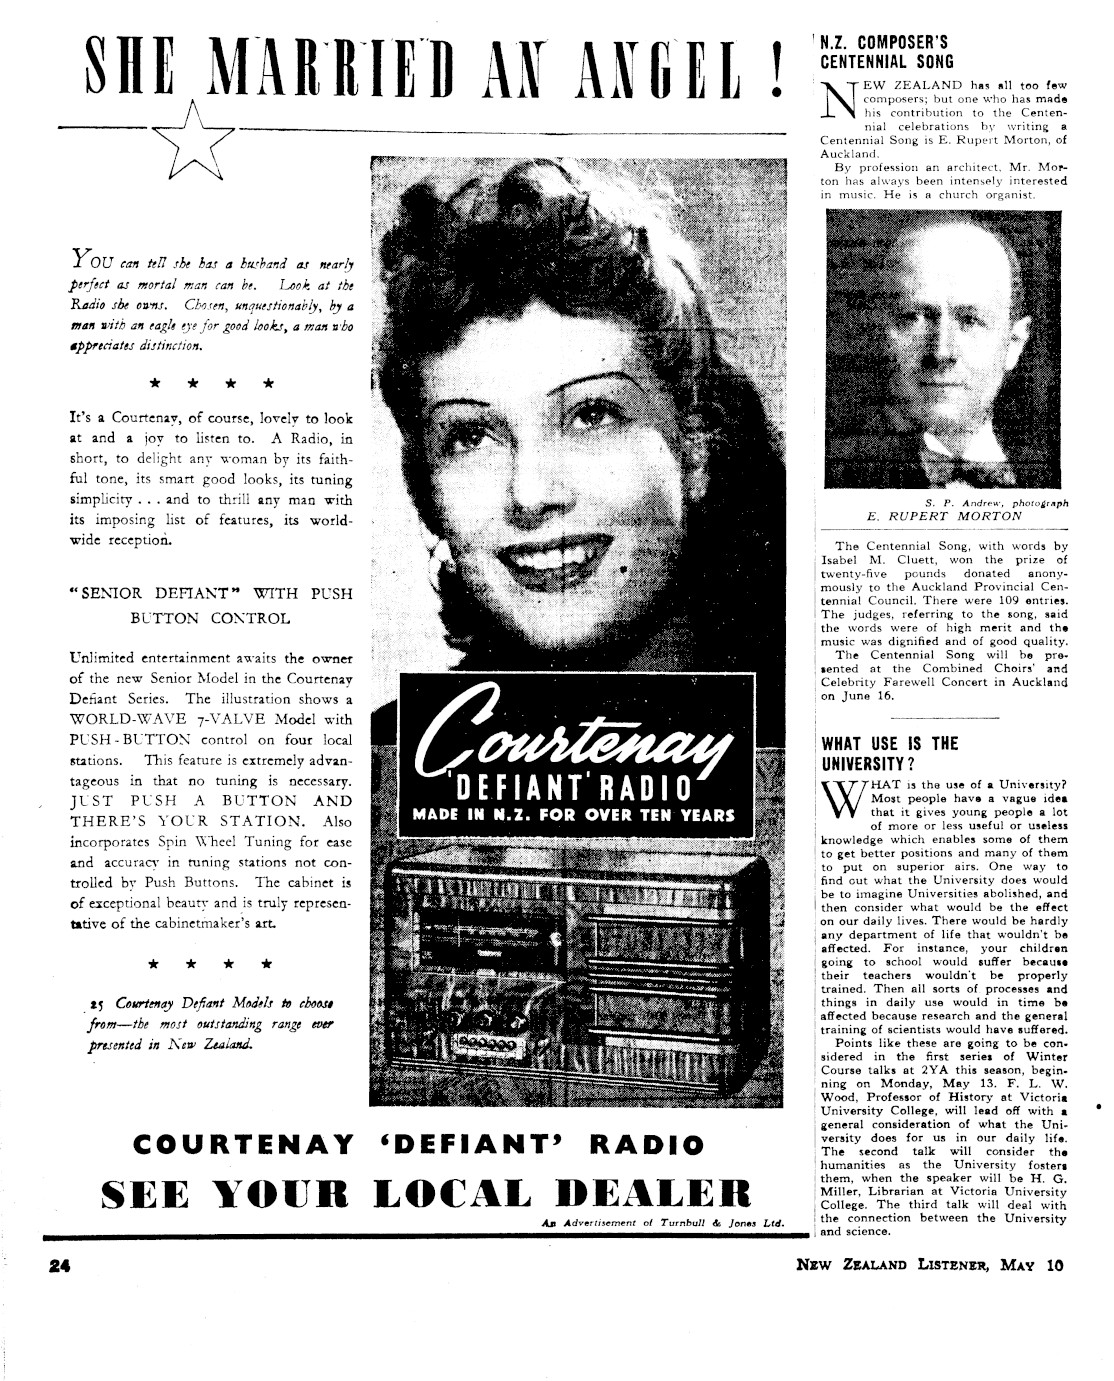 SHE MARRIED AN ANGEL !
YOU can tell she has a husband as nearly
perfect as mortal man can be. Look at the
Radio she owns. Chosen, unquestionably, by a
man with an eagle eye for good looks, a man who
appreciates distinction.
★ ★ ★ ★
It's a Courtenay, of course, lovely to look
at and a joy to listen to. A Radio, in
short, to delight any woman by its faith-
ful tone, its smart good looks, its tuning
simplicity . . . and to thrill any man with
its imposing list of features, its world-
wide reception.
"SENIOR DEFIANT" WITH PUSH
BUTTON CONTROL
Unlimited entertainment awaits the owner
of the new Senior Model in the Courtenay
Defiant Series. The illustration shows a
WORLD-WAVE 7-VALVE Model with
PUSH-BUTTON control on four local
stations. This feature is extremely advan-
tageous in that no tuning is necessary.
JUST PUSH A BUTTON AND
THERE'S YOUR STATION. Also
incorporates Spin Wheel Tuning for ease
and accuracy in tuning stations not con-
trolled by Push Buttons. The cabinet is
of exceptional beauty and is truly represen-
tative of the cabinetmaker's art.
★ ★ ★ ★
25 Courtenay Defiant Models to choose
from—the most outstanding range ever
presented in New Zealand.
Courtenay
'DEFIANT' RADIO
MADE IN N.Z. FOR OVER TEN YEARS
COURTENAY 'DEFIANT' RADIO
SEE YOUR LOCAL DEALER
An Advertisement of Turnbull & Jones Ltd.
N.Z. COMPOSER'S
CENTENNIAL SONG
NEW ZEALAND has all too few
composers; but one who has made
his contribution to the Centen-
nial celebrations by writing a
Centennial Song is E. Rupert Morton, of
Auckland.
By profession an architect, Mr. Mor-
ton has always been intensely interested
in music. He is a church organist.
S. P. Andrew, photograph
E. RUPERT MORTON
The Centennial Song, with words by
Isabel M. Cluett, won the prize of
twenty-five pounds donated anony-
mously to the Auckland Provincial Cen-
tennial Council. There were 109 entries.
The judges, referring to the song, said
the words were of high merit and the
music was dignified and of good quality.
The Centennial Song will be pre-
sented at the Combined Choirs' and
Celebrity Farewell Concert in Auckland
on June 16.
WHAT USE IS THE
UNIVERSITY?
WHAT is the use of a University?
Most people have a vague idea
that it gives young people a lot
of more or less useful or useless
knowledge which enables some of them
to get better positions and many of them
to put on superior airs. One way to
find out what the University does would
be to imagine Universities abolished, and
then consider what would be the effect
on our daily lives. There would be hardly
any department of life that wouldn't be
affected. For instance, your children
going to school would suffer because
their teachers wouldn't be properly
trained. Then all sorts of processes and
things in daily use would in time be
affected because research and the general
training of scientists would have suffered.
Points like these are going to be con-
sidered in the first series of Winter
Course talks at 2YA this season, begin-
ning on Monday, May 13. F. L. W.
Wood, Professor of History at Victoria
University College, will lead off with a
general consideration of what the Uni-
versity does for us in our daily life.
The second talk will consider the
humanities as the University fosters
them, when the speaker will be H. G.
Miller, Librarian at Victoria University
College. The third talk will deal with
the connection between the University
and science.
24
NEW ZEALAND LISTENER, MAY 10